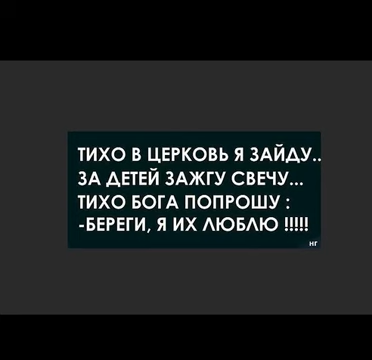 ТИХО В ЦЕРКОВЬ Я ЗАЙДУ..
ЗА ДЕТЕЙ ЗАЖГУ СВЕЧУ...
ТИХО БОГА ПОПРОШУ :
-БЕРЕГИ, Я ИХ ЛЮБЛЮ !!!!!
НГ